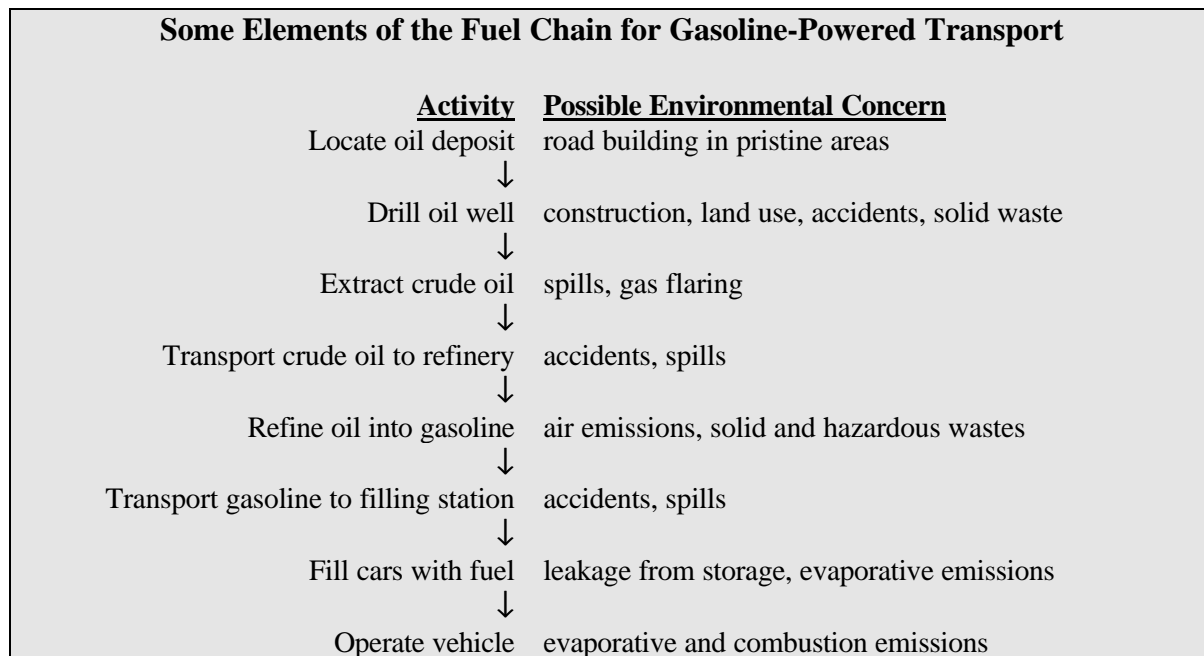 Some Elements of the Fuel Chain for Gasoline-Powered Transport
Activity Possible Environmental Concern
Locate oil deposit road building in pristine areas
↓
Drill oil well construction, land use, accidents, solid waste
↓
Extract crude oil spills, gas flaring
↓
Transport crude oil to refinery accidents, spills
↓
Refine oil into gasoline air emissions, solid and hazardous wastes
↓
Transport gasoline to filling station accidents, spills
↓
Fill cars with fuel leakage from storage, evaporative emissions
↓
Operate vehicle evaporative and combustion emissions